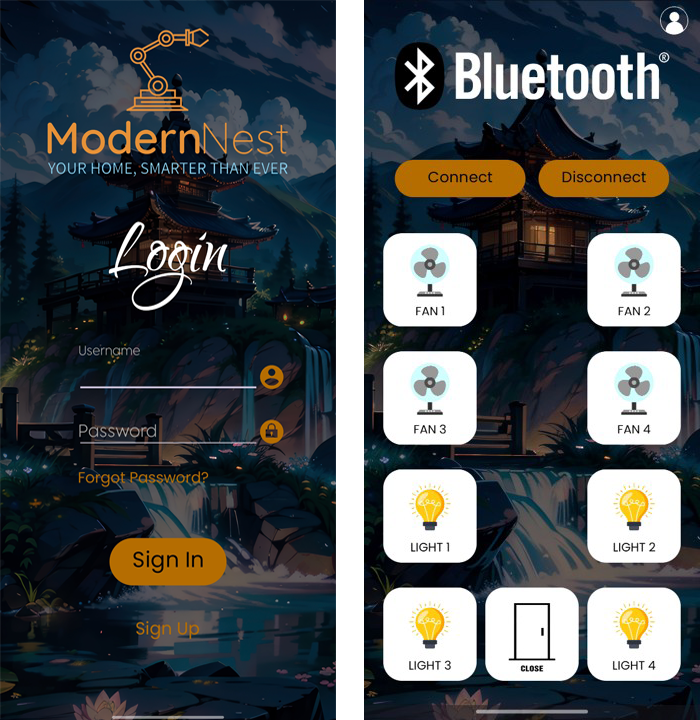 ModernNest
YOUR HOME, SMARTER THAN EVER
Login
Username
Password
Forgot Password?
Sign In
Sign Up
Bluetooth®
Connect Disconnect
FAN 1 FAN 2
FAN 3 FAN 4
LIGHT 1 LIGHT 2
LIGHT 3 CLOSE LIGHT 4